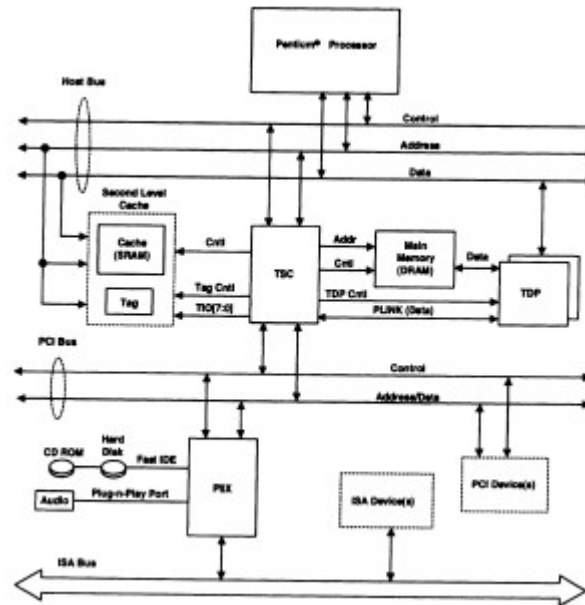 Pentium® Processor
Host Bus
Control
Address
Data
Second Level
Cache
Cache
(SRAM)
Tag
Cntl
Tag Cntl
TIO[7:0]
TSC
Addr
Cntl
Main
Memory
(DRAM)
Data
TDP Cntl
PLINK (Data)
TDP
PCI Bus
Control
Address/Data
CD ROM
Hard
Disk
Fast IDE
Plug-n-Play Port
Audio
PIIX
ISA Device(s)
PCI Device(s)
ISA Bus